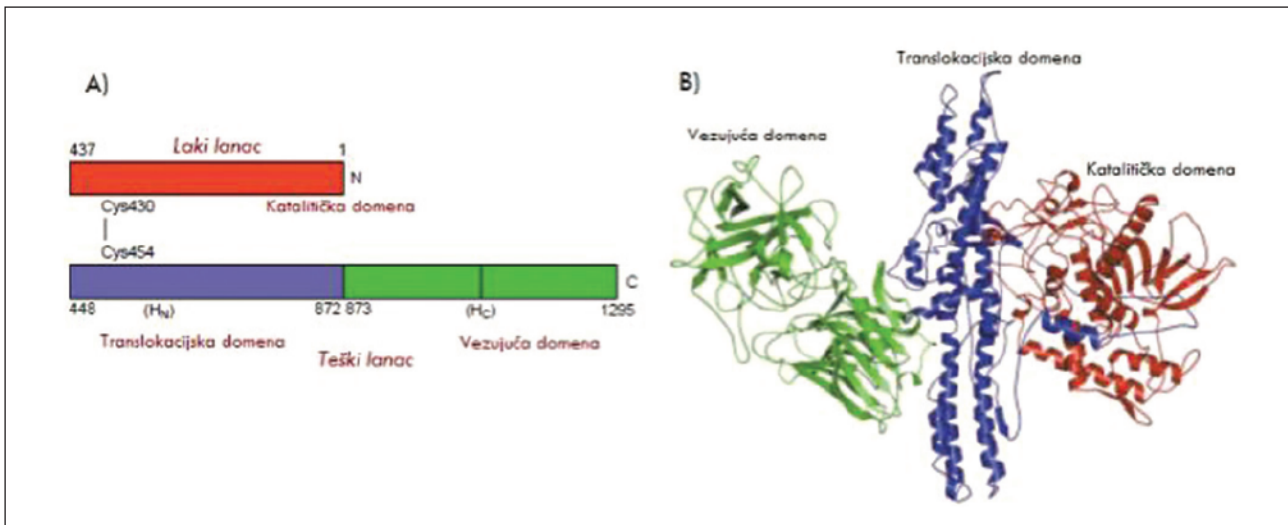 A)
Laki lanac
437 1
N
Katalitička domena
Cys430
Cys454
C
448 (HN) 872 873 (HC) 1295
Translokacijska domena Vezujuća domena
Teški lanac
B)
Translokacijska domena
Vezujuća domena
Katalitička domena